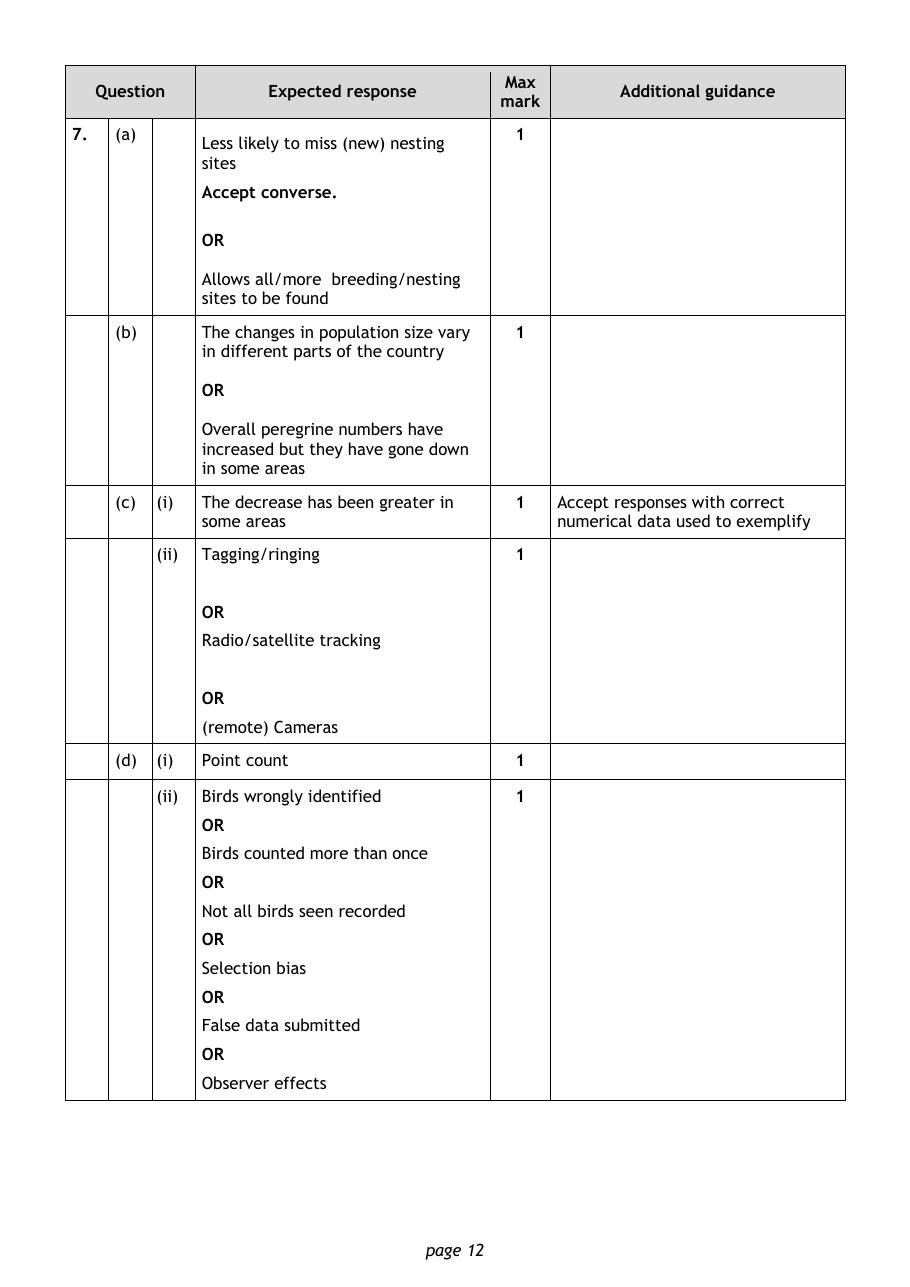 Question Expected response Max mark Additional guidance
7. (a) Less likely to miss (new) nesting 1
sites
Accept converse.
OR
Allows all/more breeding/nesting
sites to be found
(b) The changes in population size vary 1
in different parts of the country
OR
Overall peregrine numbers have
increased but they have gone down
in some areas
(c) (i) The decrease has been greater in 1 Accept responses with correct
some areas numerical data used to exemplify
(ii) Tagging/ringing 1
OR
Radio/satellite tracking
OR
(remote) Cameras
(d) (i) Point count 1
(ii) Birds wrongly identified 1
OR
Birds counted more than once
OR
Not all birds seen recorded
OR
Selection bias
OR
False data submitted
OR
Observer effects
page 12